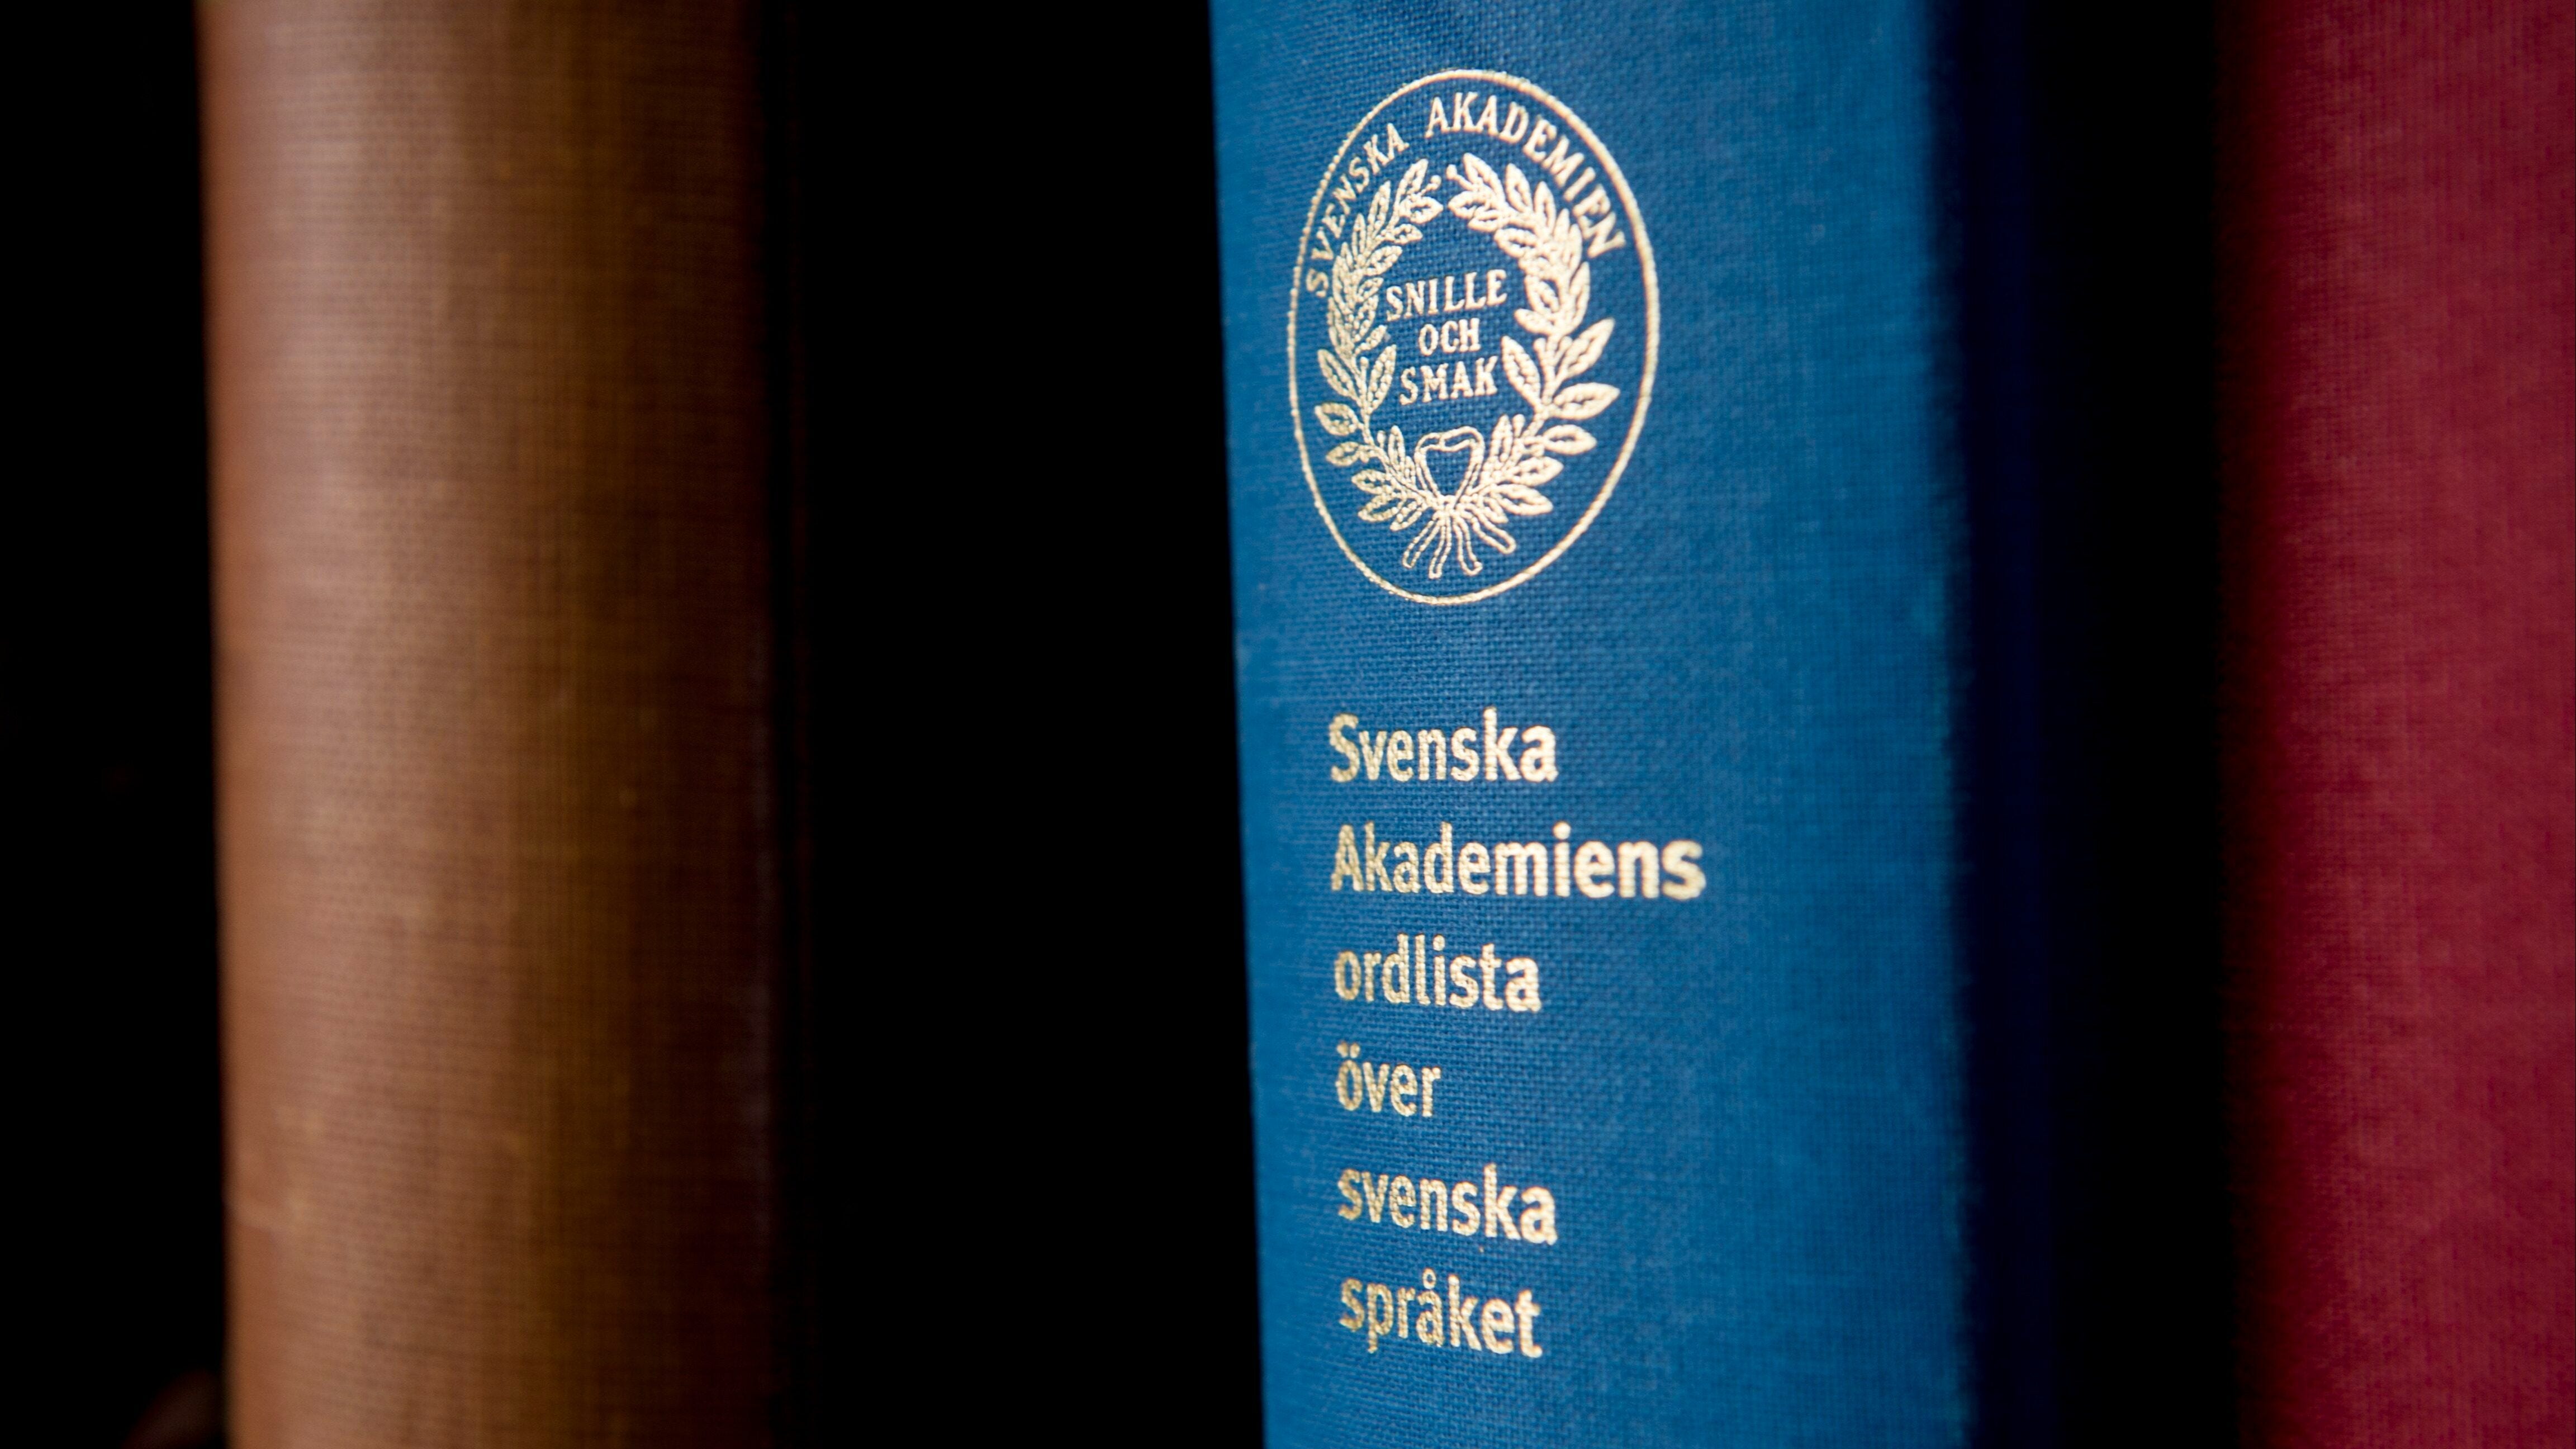 SVENSKA AKADEMIEN
SNILLE
OCH
SMAK
Svenska
Akademiens
ordlista
över
svenska
språket